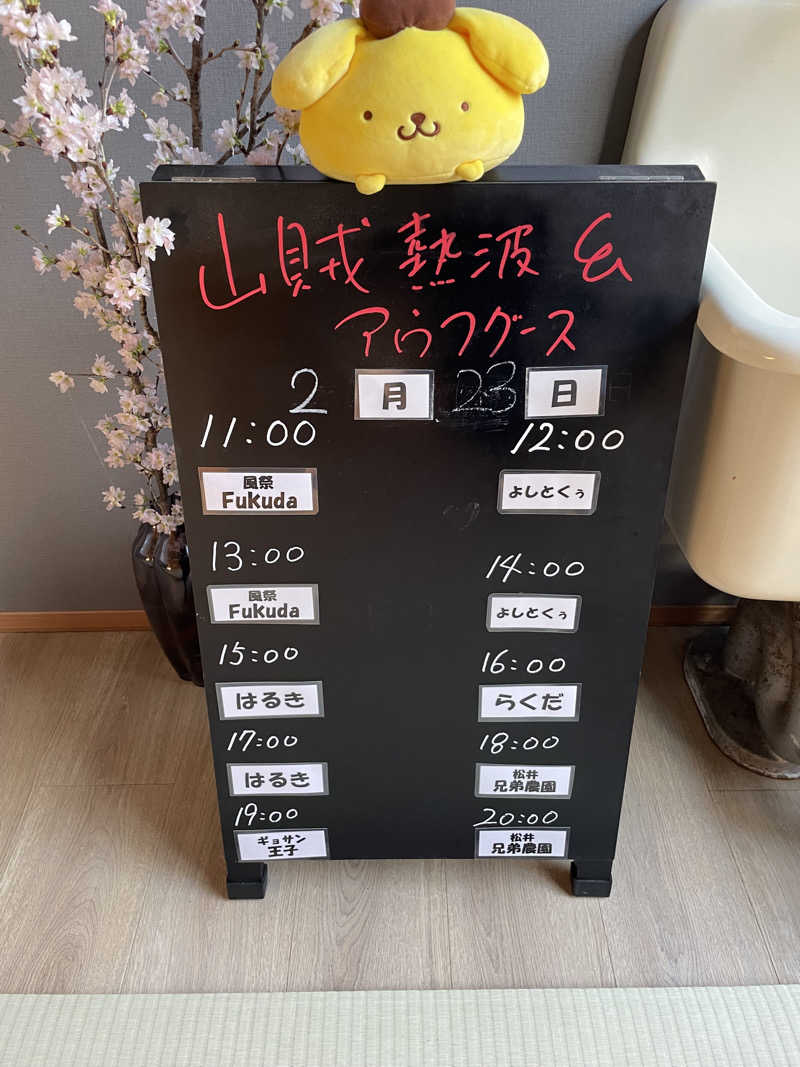 山賊熱波&
アウフグース
2月23日
11:00
12:00
風祭
Fukuda
よしとくぅ
13:00
14:00
風祭
Fukuda
よしとくぅ
15:00
16:00
はるき
らくだ
17:00
18:00
はるき
松井
兄弟農園
19:00
20:00
ギョサン
王子
松井
兄弟農園